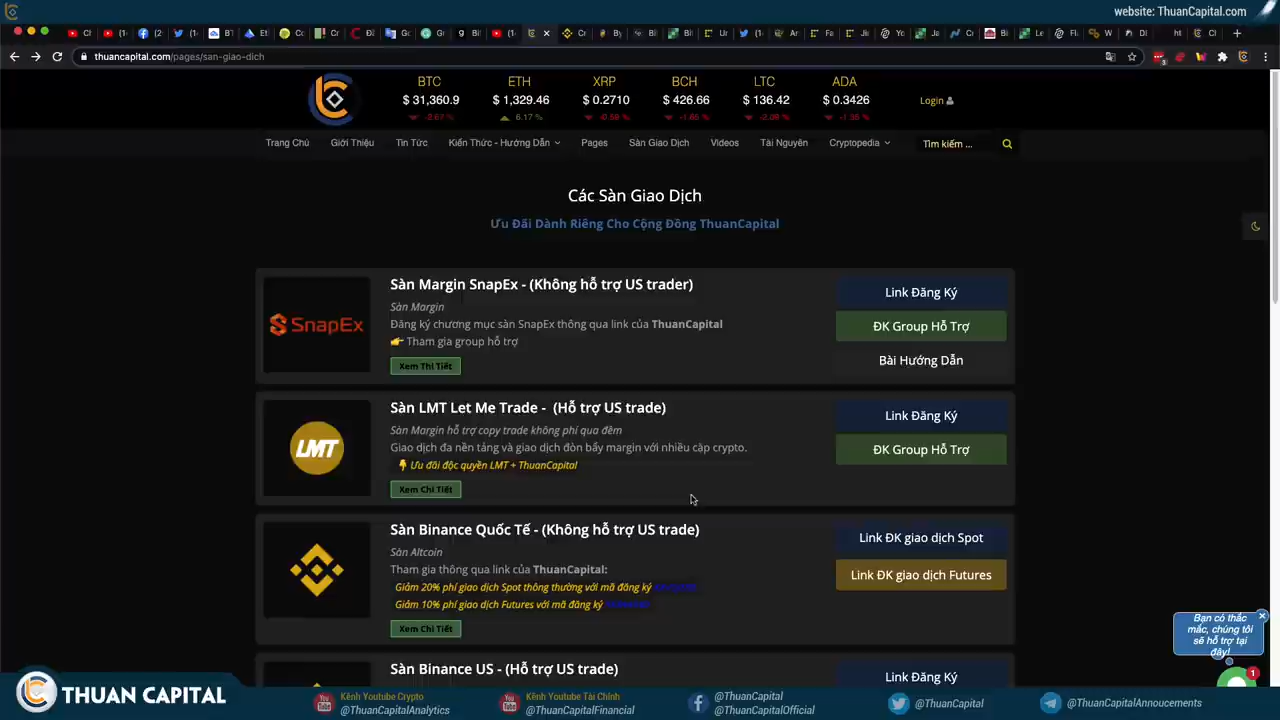 website: ThuanCapital.com
thuancapital.com/pages/san-giao-dich
BTC
$ 31,360.9
-2.67 %
ETH
$ 1,329.46
6.17 %
XRP
$ 0.2710
-0.59 %
BCH
$ 426.66
-1.65 %
LTC
$ 136.42
-2.09 %
ADA
$ 0.3426
-1.35 %
Login
Trang Chủ
Giới Thiệu
Tin Tức
Kiến Thức - Hướng Dẫn
Pages
Sàn Giao Dịch
Videos
Tài Nguyên
Cryptopedia
Tìm kiếm ...
Các Sàn Giao Dịch
Ưu Đãi Dành Riêng Cho Cộng Đồng ThuanCapital
SnapEx
Sàn Margin SnapEx - (Không hỗ trợ US trader)
Sàn Margin
Đăng ký chương mục sàn SnapEx thông qua link của ThuanCapital
👉 Tham gia group hỗ trợ
Xem Thi Tiết
Link Đăng Ký
ĐK Group Hỗ Trợ
Bài Hướng Dẫn
LMT
Sàn LMT Let Me Trade - (Hỗ trợ US trade)
Sàn Margin hỗ trợ copy trade không phí qua đêm
Giao dịch đa nền tảng và giao dịch đòn bẩy margin với nhiều cặp crypto.
👇 Ưu đãi độc quyền LMT + ThuanCapital
Xem Chi Tiết
Link Đăng Ký
ĐK Group Hỗ Trợ
Sàn Binance Quốc Tế - (Không hỗ trợ US trade)
Sàn Altcoin
Tham gia thông qua link của ThuanCapital:
Giảm 20% phí giao dịch Spot thông thường với mã đăng ký
Giảm 10% phí giao dịch Futures với mã đăng ký
Xem Chi Tiết
Link ĐK giao dịch Spot
Link ĐK giao dịch Futures
Bạn có thắc
mắc, chúng tôi
sẽ hỗ trợ tại
đây!
1
Sàn Binance US - (Hỗ trợ US trade)
Link Đăng Ký
THUAN CAPITAL
Kênh Youtube Crypto
@ThuanCapitalAnalytics
Kênh Youtube Tài Chính
@ThuanCapitalFinancial
@ThuanCapital
@ThuanCapitalOfficial
@ThuanCapital
@ThuanCapitalAnnoucements